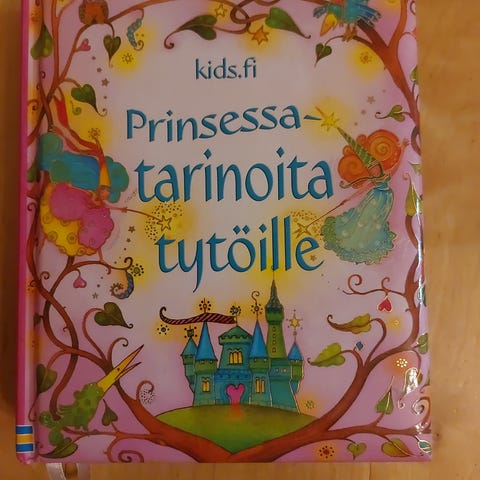 kids.fi
Prinsessa-
tarinoita
tytöille